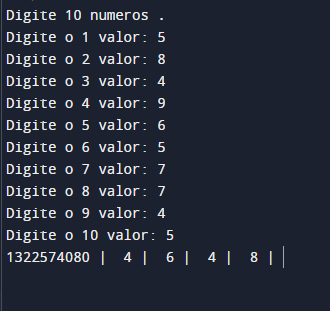 Digite 10 numeros .
Digite o 1 valor: 5
Digite o 2 valor: 8
Digite o 3 valor: 4
Digite o 4 valor: 9
Digite o 5 valor: 6
Digite o 6 valor: 5
Digite o 7 valor: 7
Digite o 8 valor: 7
Digite o 9 valor: 4
Digite o 10 valor: 5
1322574080 |  4 |  6 |  4 |  8 |